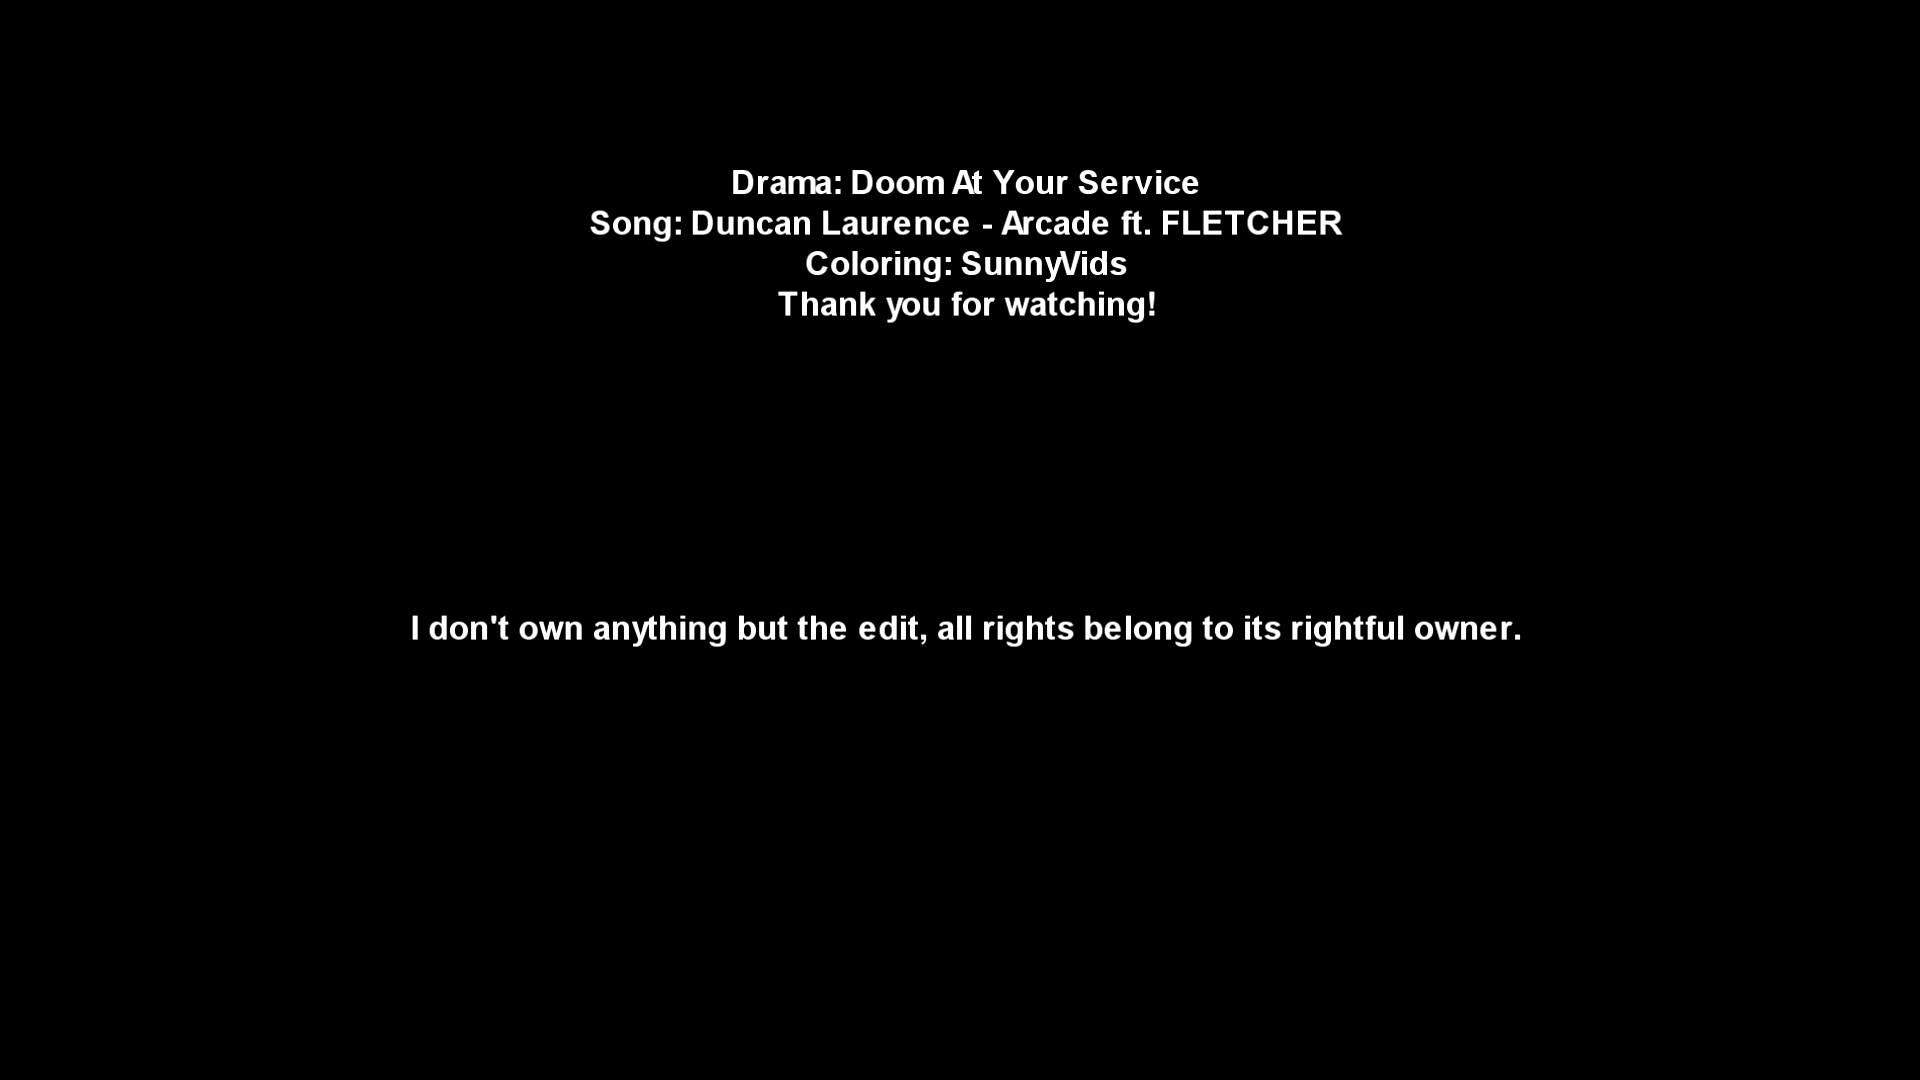 Drama: Doom At Your Service
Song: Duncan Laurence - Arcade ft. FLETCHER
Coloring: SunnyVids
Thank you for watching!
I don't own anything but the edit, all rights belong to its rightful owner.